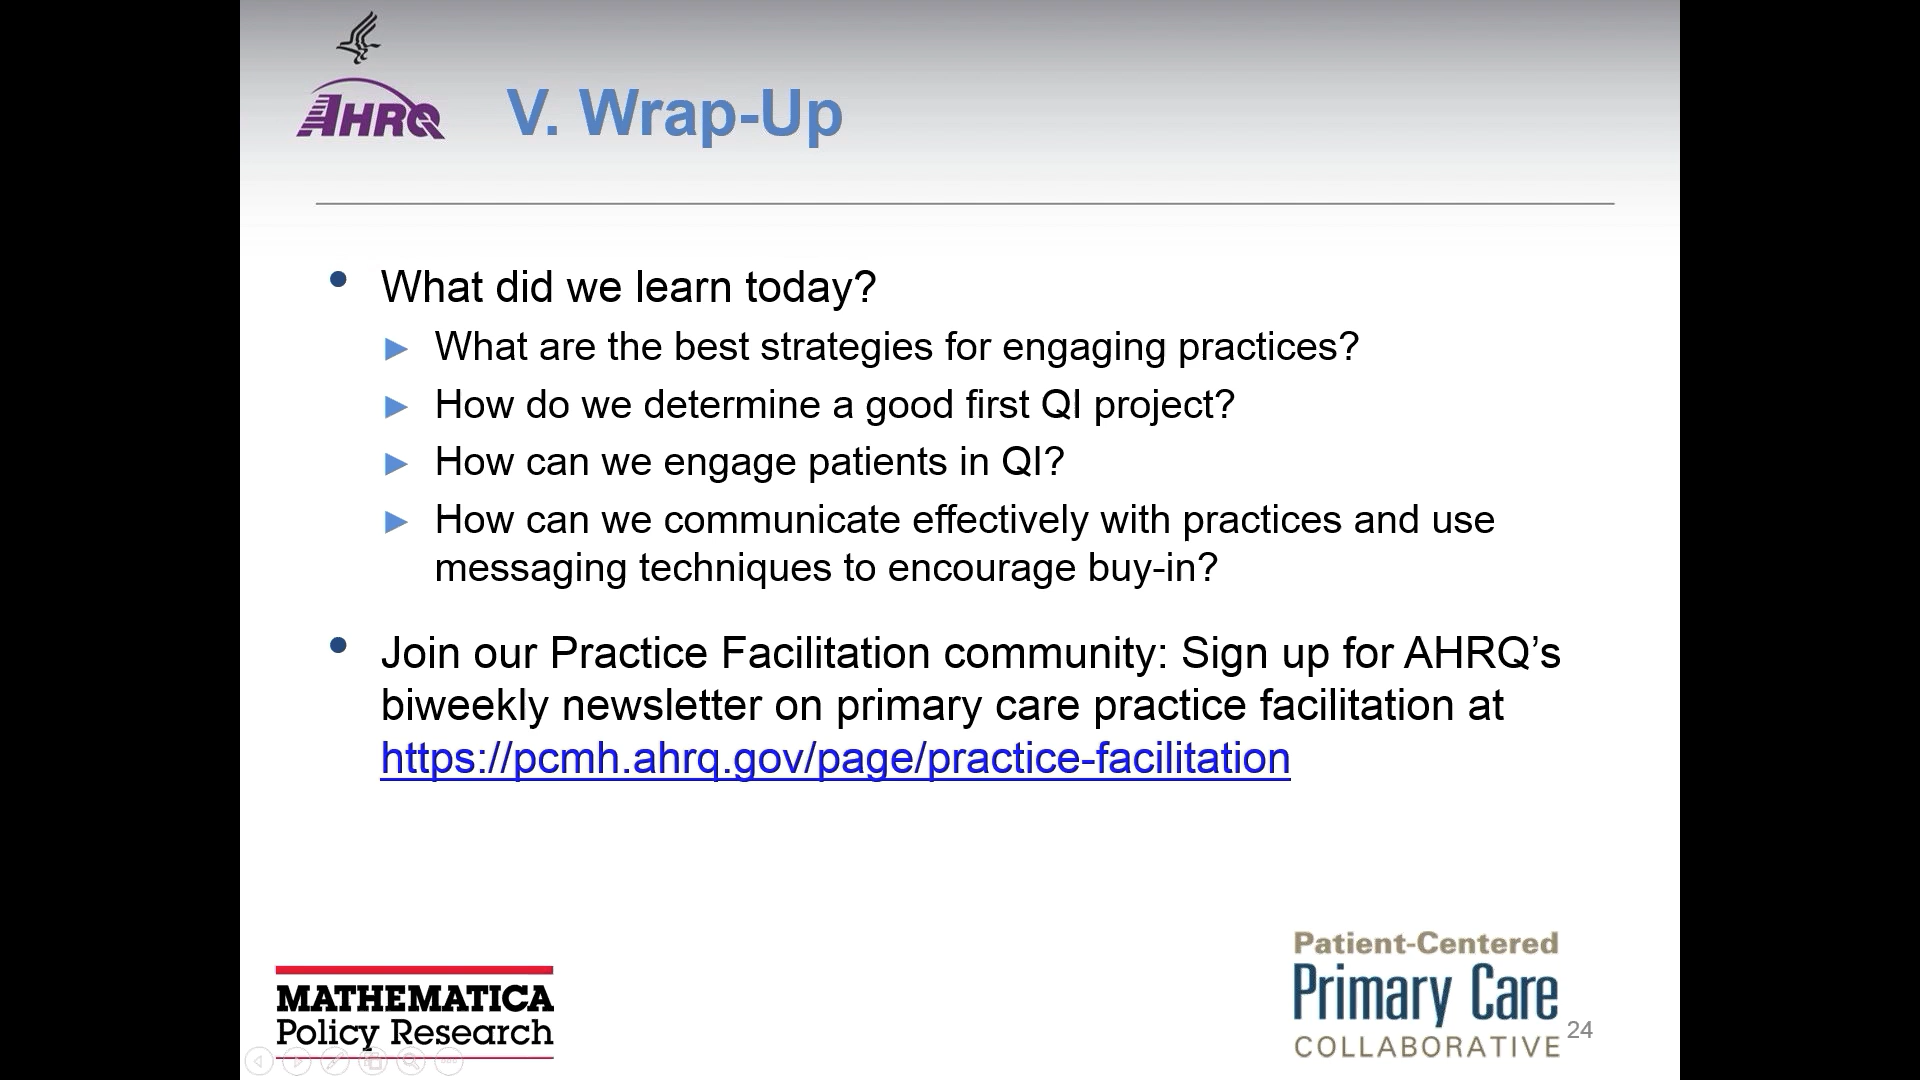 AHRQ
V. Wrap-Up
• What did we learn today?
► What are the best strategies for engaging practices?
► How do we determine a good first QI project?
► How can we engage patients in QI?
► How can we communicate effectively with practices and use
messaging techniques to encourage buy-in?
• Join our Practice Facilitation community: Sign up for AHRQ’s
biweekly newsletter on primary care practice facilitation at
https://pcmh.ahrq.gov/page/practice-facilitation
MATHEMATICA
Policy Research
Patient-Centered
Primary Care
COLLABORATIVE
24